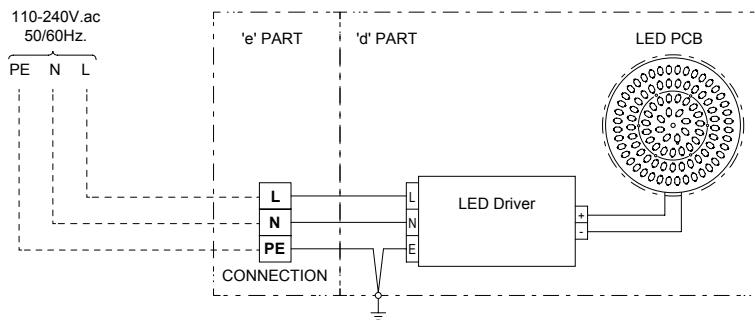 110-240V.ac
50/60Hz.
PE N L
'e' PART
'd' PART
LED PCB
L
N
PE
CONNECTION
L
N
E
LED Driver
+
-